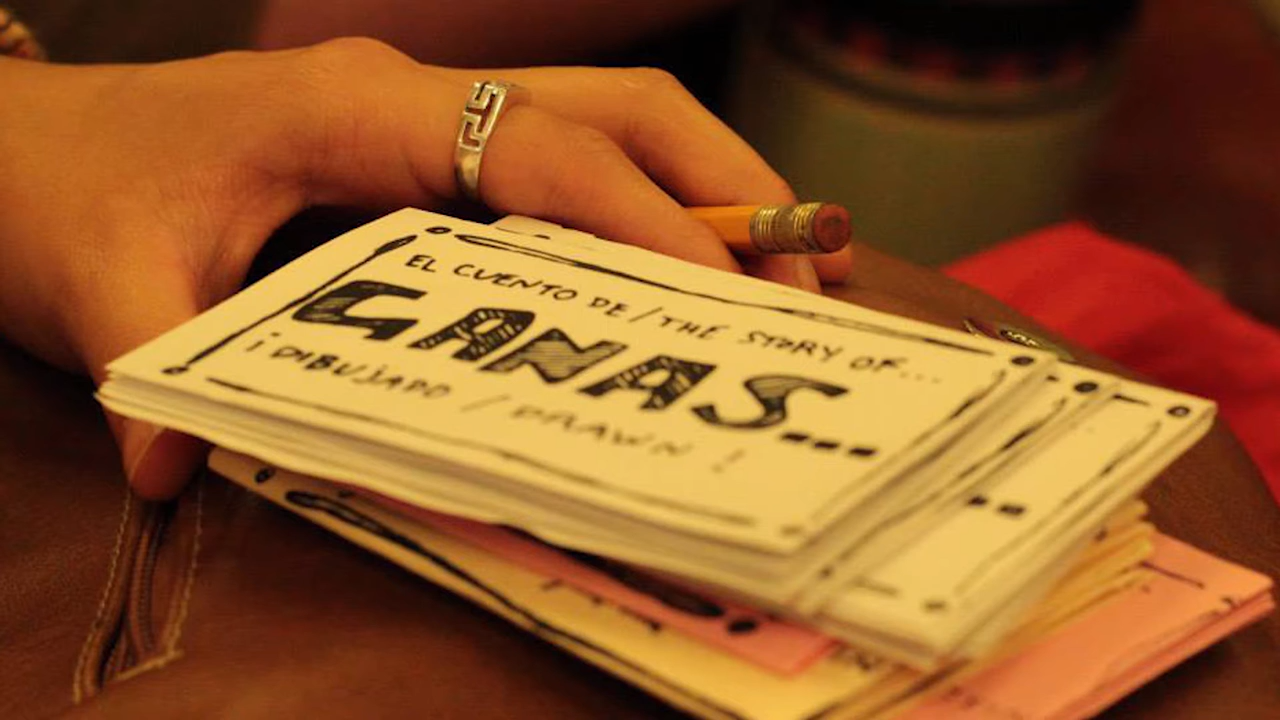 EL CUENTO DE / THE STORY OF...
GANAS...
¡DIBUJADO / DRAWN!